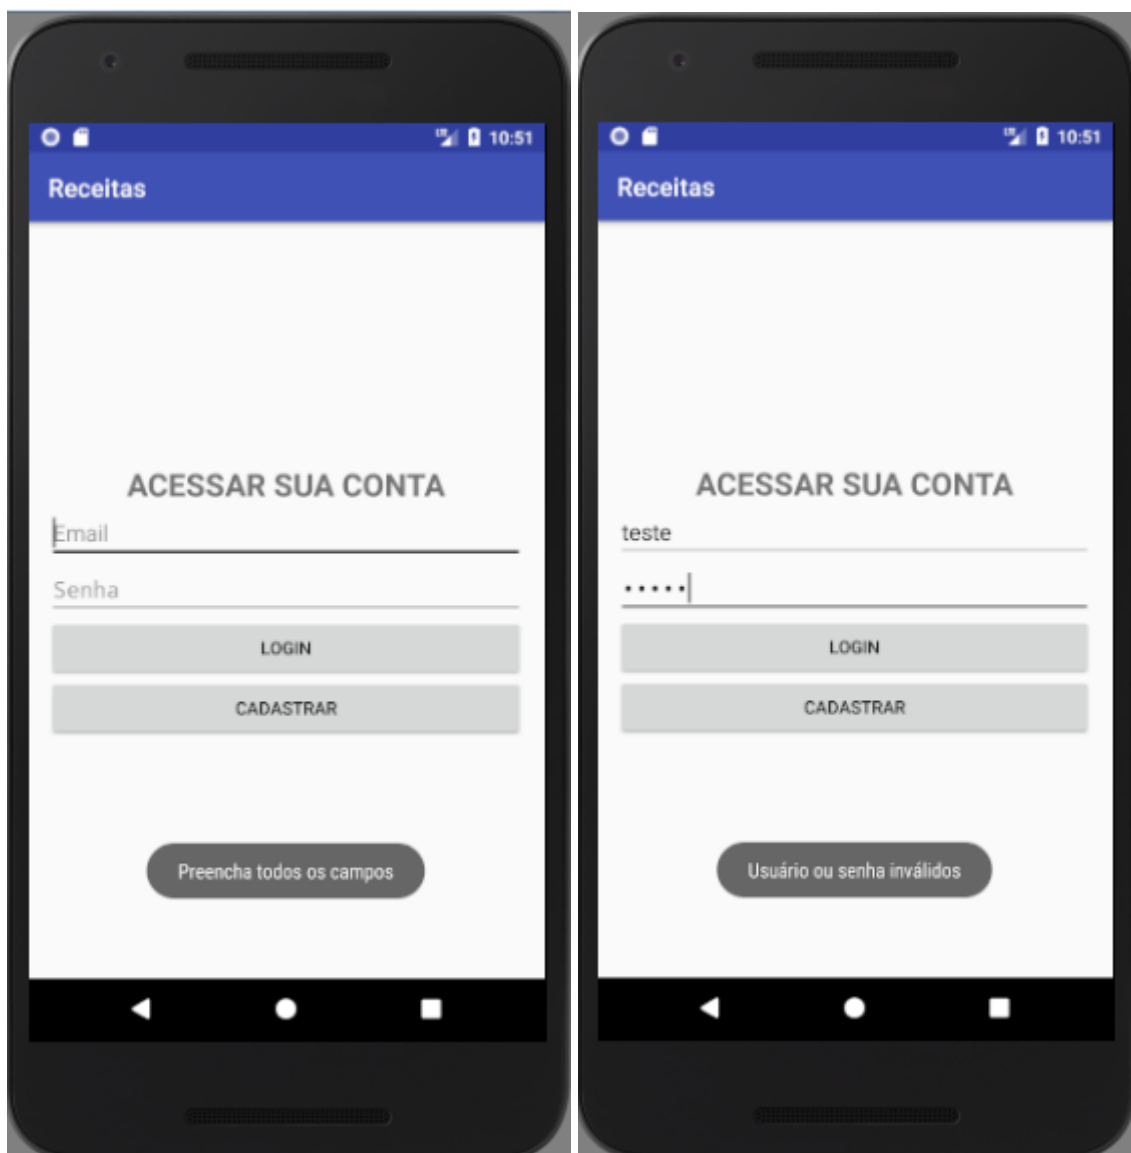 10:51
Receitas
ACESSAR SUA CONTA
Email
Senha
LOGIN
CADASTRAR
Preencha todos os campos
10:51
Receitas
ACESSAR SUA CONTA
teste
•••••
LOGIN
CADASTRAR
Usuário ou senha inválidos